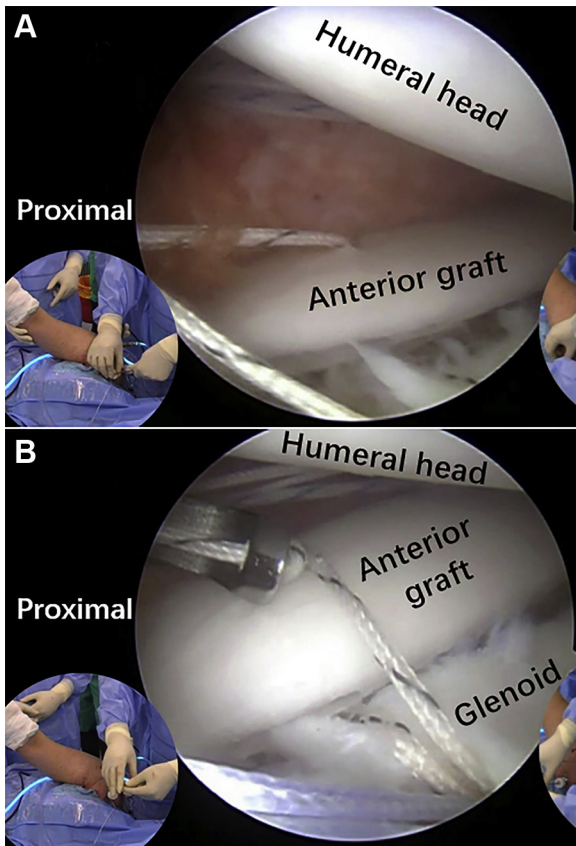 A
Humeral head
Proximal
Anterior graft
B
Humeral head
Anterior
graft
Proximal
Glenoid